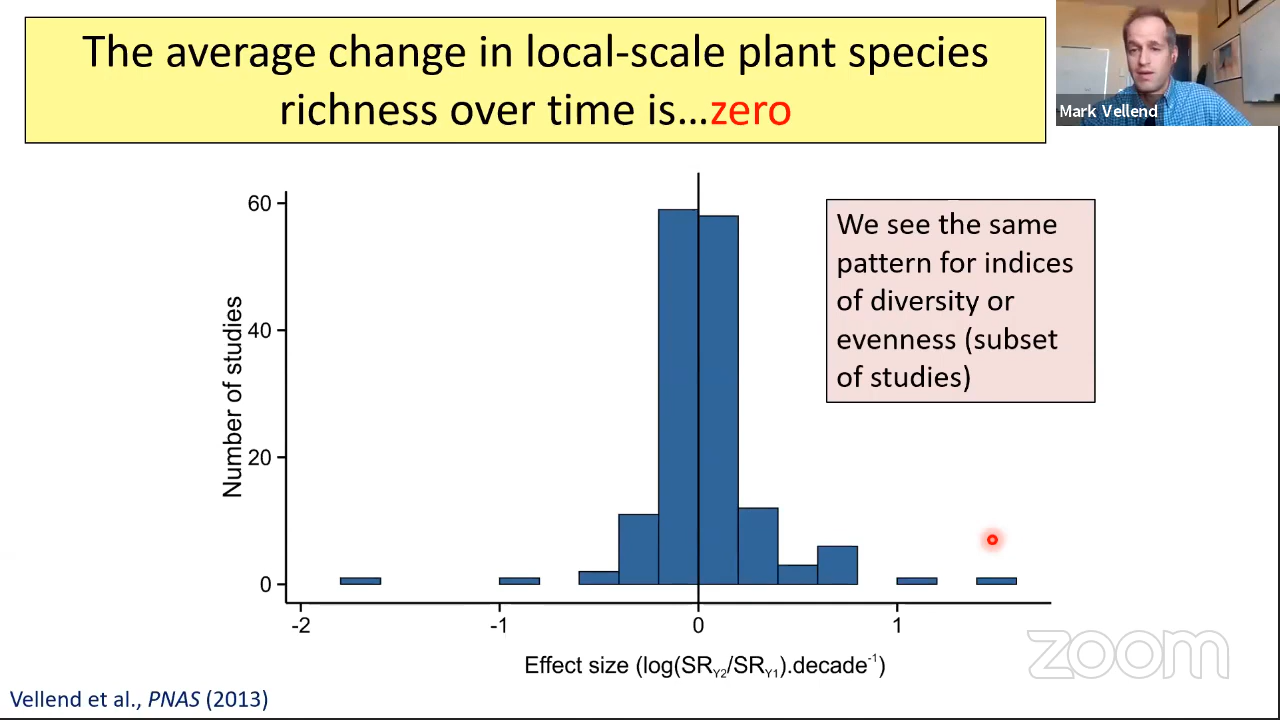 The average change in local-scale plant species
richness over time is...zero
Mark Vellend
We see the same
pattern for indices
of diversity or
evenness (subset
of studies)
Number of studies
60
40
20
0
-2
-1
0
1
Effect size (log(SR_Y2/SR_Y1).decade^-1)
zoom
Vellend et al., PNAS (2013)